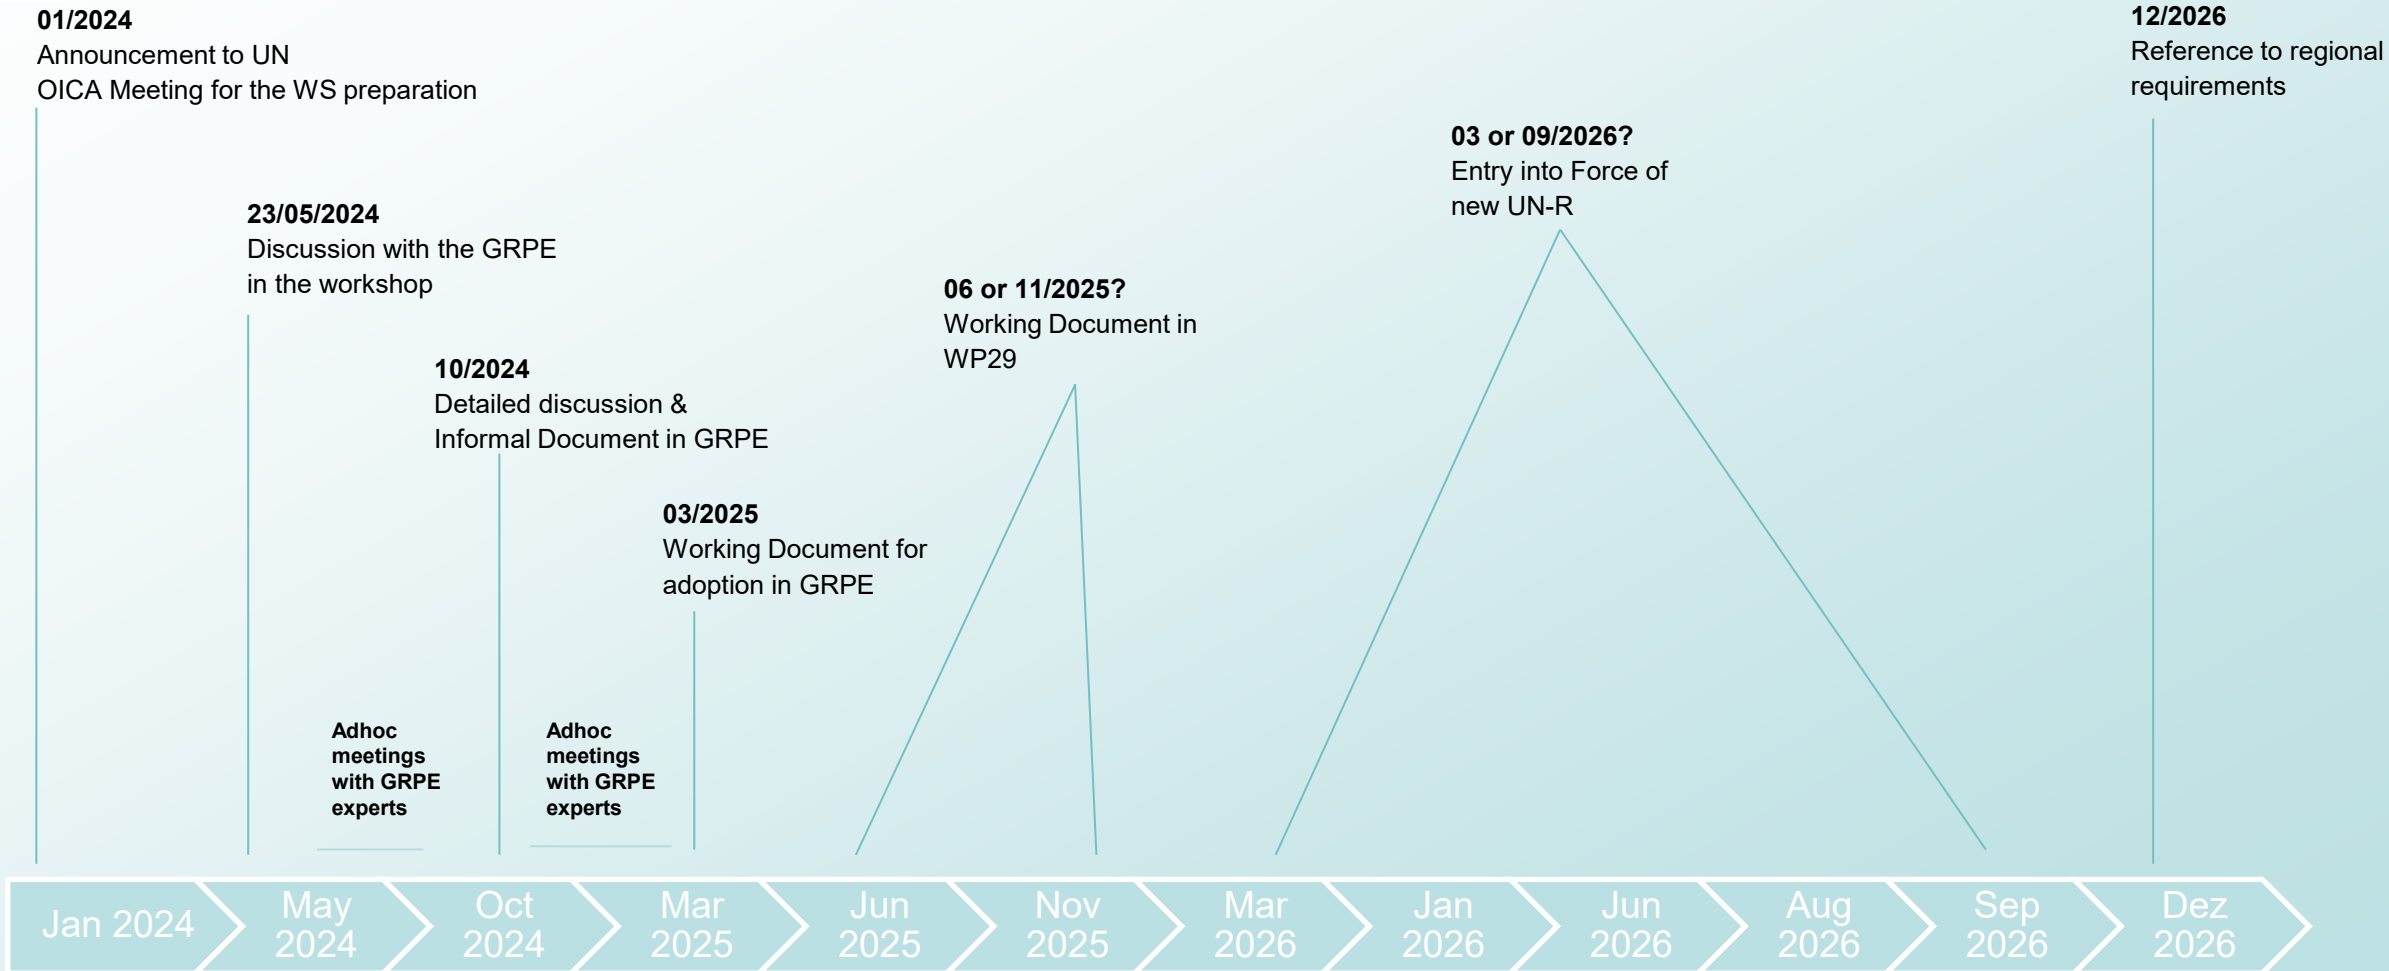 01/2024
Announcement to UN
OICA Meeting for the WS preparation
23/05/2024
Discussion with the GRPE
in the workshop
10/2024
Detailed discussion &
Informal Document in GRPE
03/2025
Working Document for
adoption in GRPE
06 or 11/2025?
Working Document in
WP29
03 or 09/2026?
Entry into Force of
new UN-R
12/2026
Reference to regional
requirements
Adhoc
meetings
with GRPE
experts
Adhoc
meetings
with GRPE
experts
Jan 2024
May
2024
Oct
2024
Mar
2025
Jun
2025
Nov
2025
Mar
2026
Jan
2026
Jun
2026
Aug
2026
Sep
2026
Dez
2026